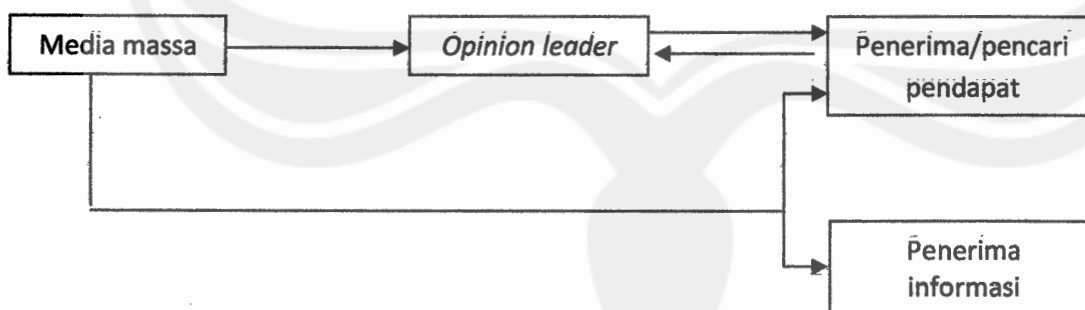 Media massa
Opinion leader
Penerima/pencari
pendapat
Penerima
informasi